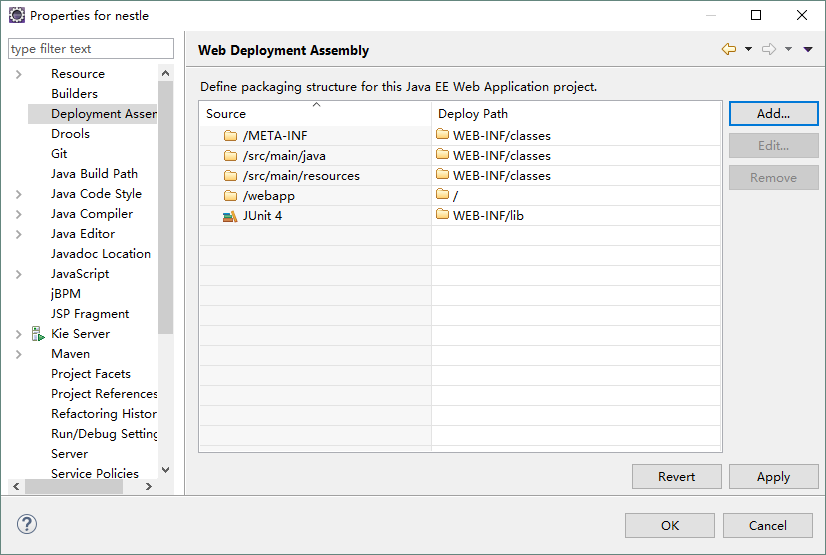 Properties for nestle
type filter text
Resource
Builders
Deployment Assem
Drools
Git
Java Build Path
Java Code Style
Java Compiler
Java Editor
Javadoc Location
JavaScript
jBPM
JSP Fragment
Kie Server
Maven
Project Facets
Project References
Refactoring Histor
Run/Debug Setting
Server
Service Policies
Web Deployment Assembly
Define packaging structure for this Java EE Web Application project.
Source Deploy Path
/META-INF WEB-INF/classes
/src/main/java WEB-INF/classes
/src/main/resources WEB-INF/classes
/webapp /
JUnit 4 WEB-INF/lib
Add...
Edit...
Remove
Revert Apply
OK Cancel